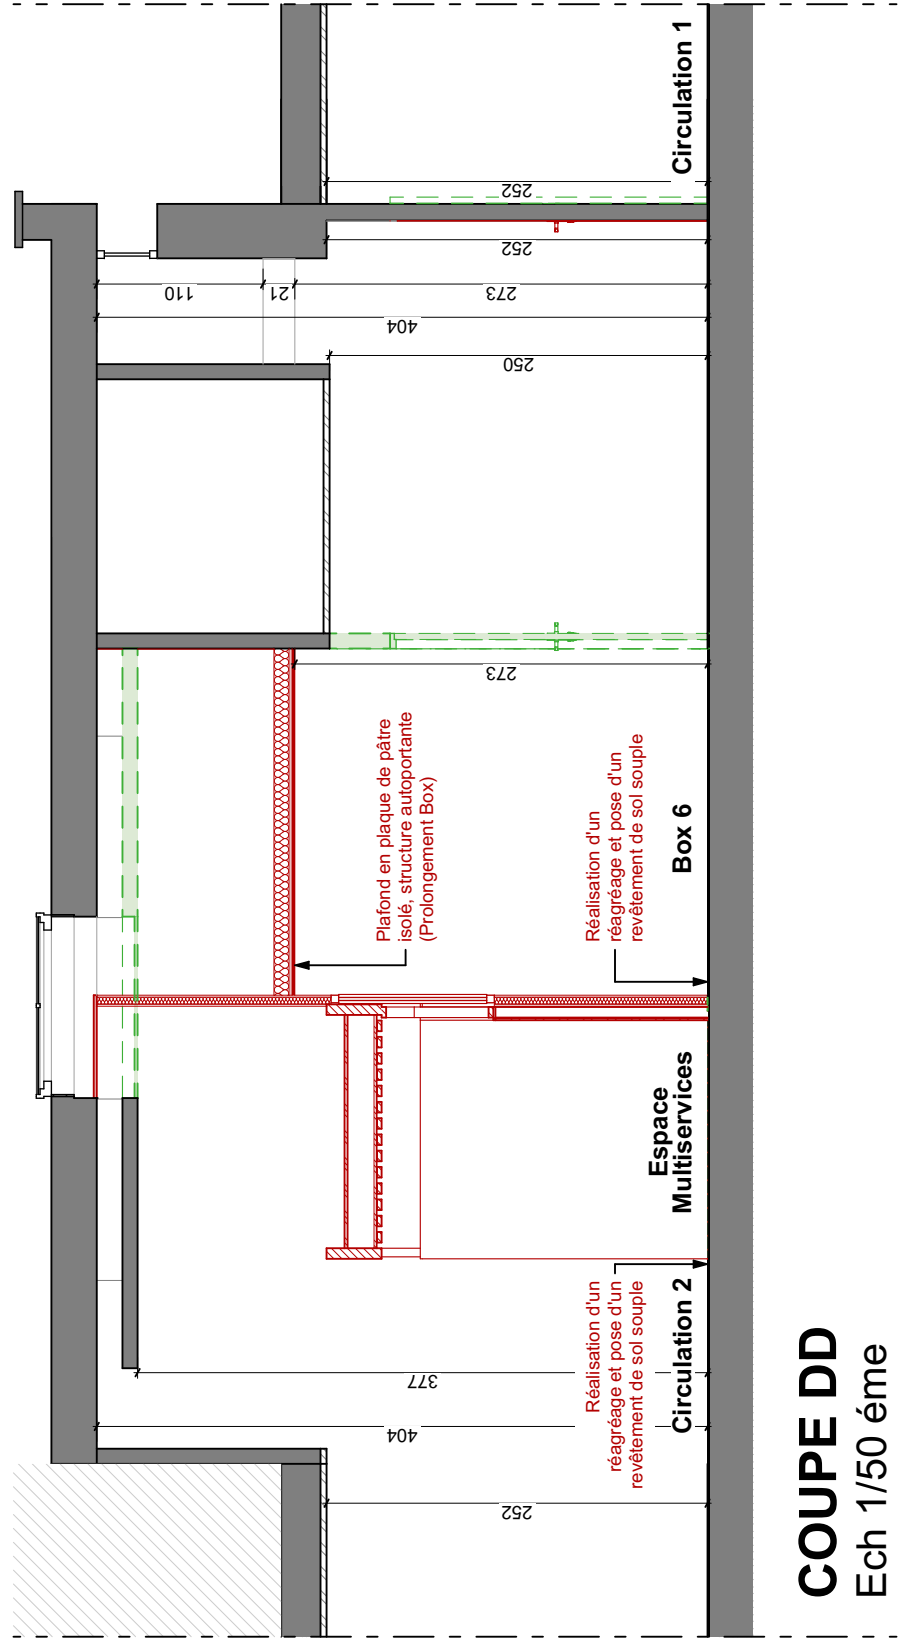 252
404
377
Réalisation d'un
réagréage et pose d'un
revêtement de sol souple
Circulation 2
Espace
Multiservices
Plafond en plaque de pâtre
isolé, structure autoportante
(Prolongement Box)
Réalisation d'un
réagréage et pose d'un
revêtement de sol souple
Box 6
273
250
404
110
21
273
252
252
Circulation 1
COUPE DD
Ech 1/50 éme